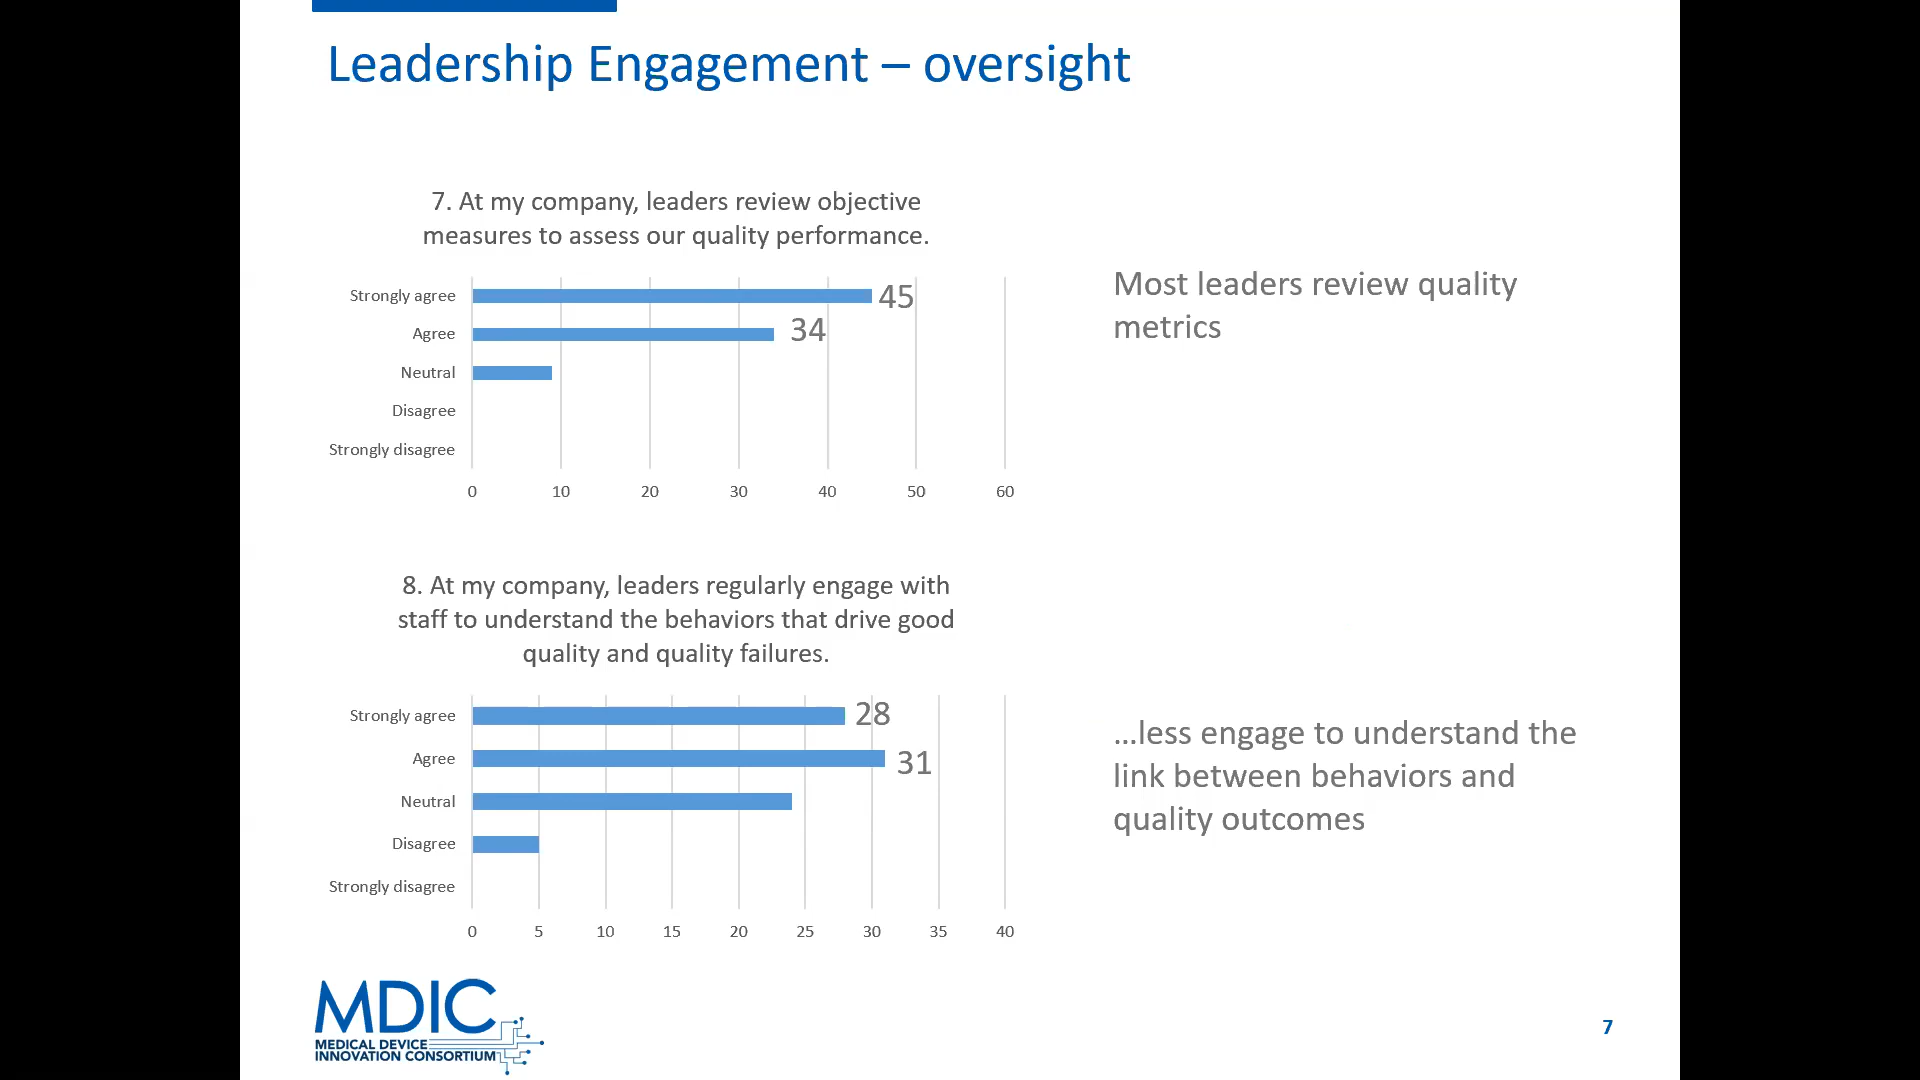 Leadership Engagement – oversight
7. At my company, leaders review objective
measures to assess our quality performance.
Strongly agree
45
Agree
34
Neutral
Disagree
Strongly disagree
0 10 20 30 40 50 60
Most leaders review quality
metrics
8. At my company, leaders regularly engage with
staff to understand the behaviors that drive good
quality and quality failures.
Strongly agree
28
Agree
31
Neutral
Disagree
Strongly disagree
0 5 10 15 20 25 30 35 40
…less engage to understand the
link between behaviors and
quality outcomes
MDIC
MEDICAL DEVICE
INNOVATION CONSORTIUM
7